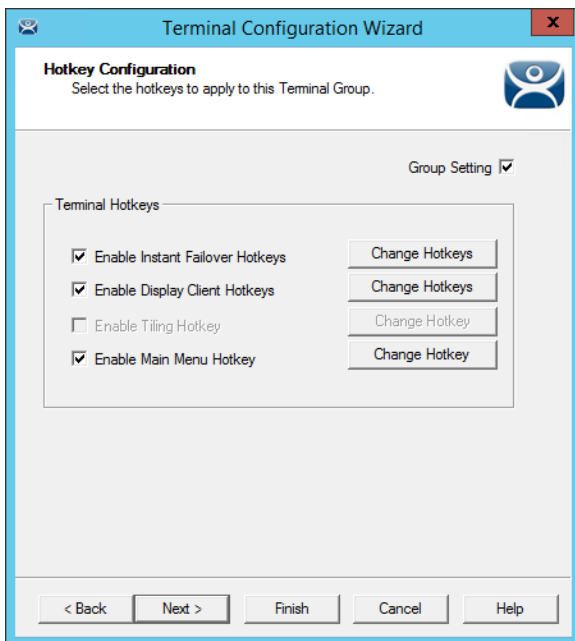 Terminal Configuration Wizard
x
Hotkey Configuration
Select the hotkeys to apply to this Terminal Group.
Group Setting
Terminal Hotkeys
Enable Instant Failover Hotkeys Change Hotkeys
Enable Display Client Hotkeys Change Hotkeys
Enable Tiling Hotkey Change Hotkey
Enable Main Menu Hotkey Change Hotkey
< Back Next > Finish Cancel Help